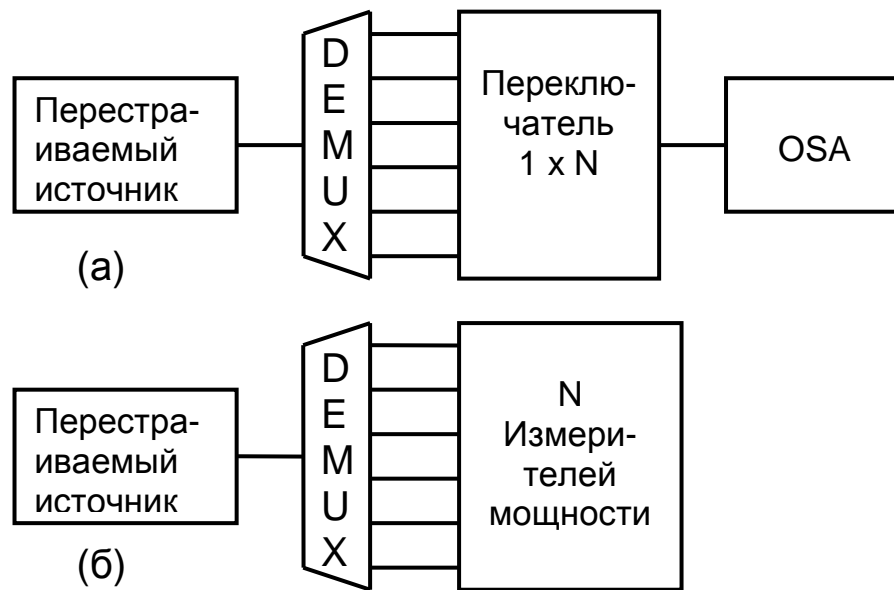 Перестра-
иваемый
источник
D
E
M
U
X
Переклю-
чатель
1 x N
OSA
(а)
Перестра-
иваемый
источник
D
E
M
U
X
N
Измери-
телей
мощности
(б)